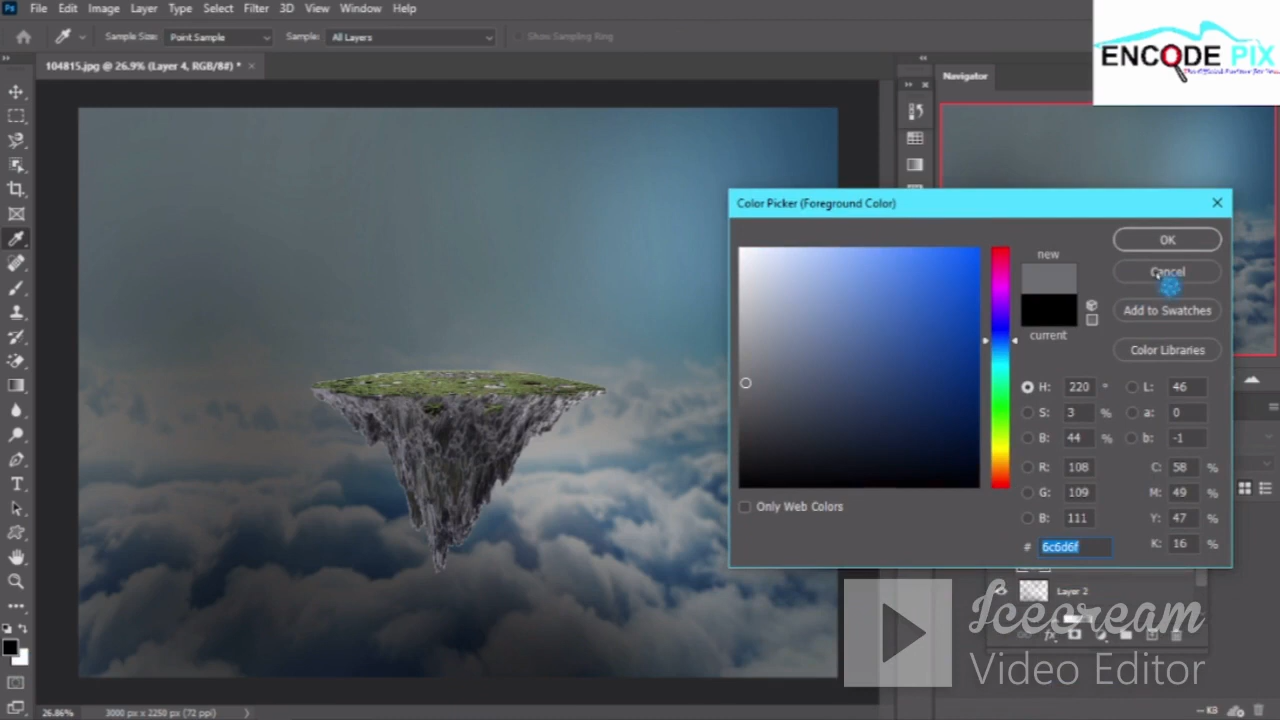 Ps File Edit Image Layer Type Select Filter 3D View Window Help
Sample Size: Point Sample Sample: All Layers Show Sampling Ring
ENCODE PIX
104815.jpg @ 26.9% (Layer 4, RGB/8#) *
Navigator
Color Picker (Foreground Color)
OK
new
Cancel
Add to Swatches
current
Color Libraries
H: 220 ° L: 46
S: 3 % a: 0
B: 44 % b: -1
R: 108 C: 58 %
G: 109 M: 49 %
B: 111 Y: 47 %
Only Web Colors
# 6c6d6f K: 16 %
Layer 2
fx
Icecream
Video Editor
26.86% 3000 px x 2250 px (72 ppi)
-- KB